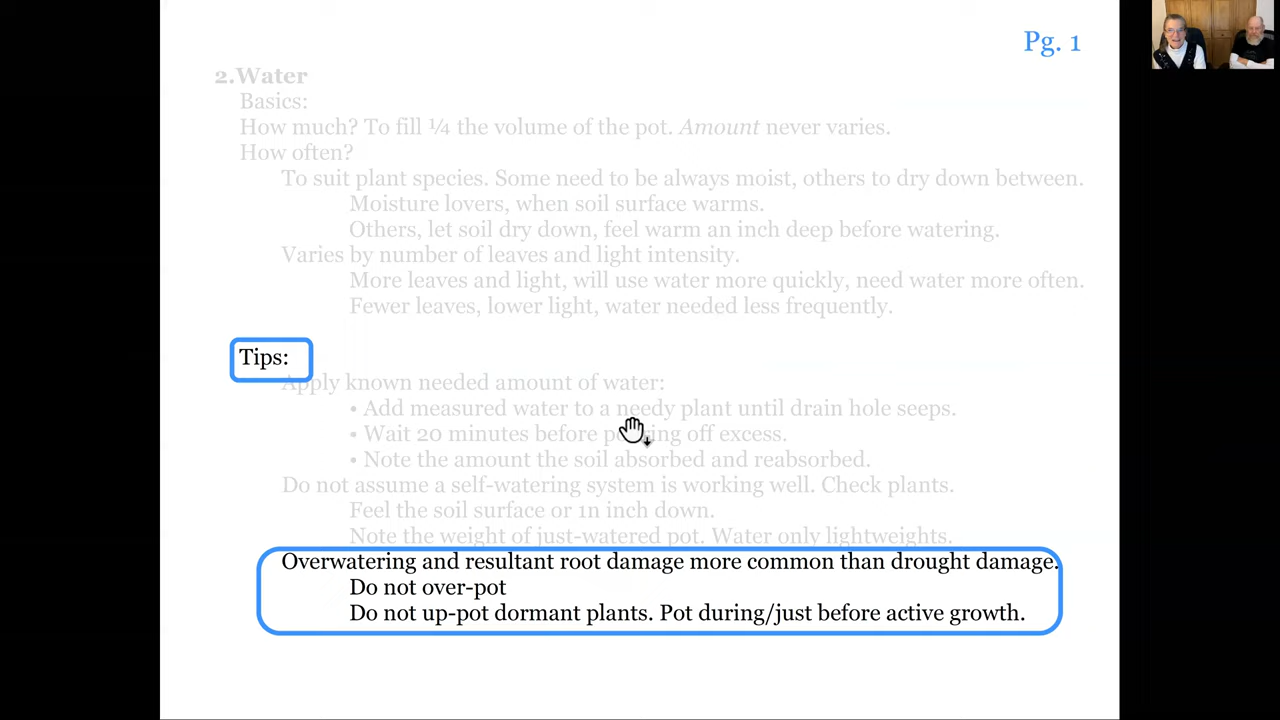 Pg. 1
2.Water
Basics:
How much? To fill ¼ the volume of the pot. Amount never varies.
How often?
To suit plant species. Some need to be always moist, others to dry down between.
Moisture lovers, when soil surface warms.
Others, let soil dry down, feel warm an inch deep before watering.
Varies by number of leaves and light intensity.
More leaves and light, will use water more quickly, need water more often.
Fewer leaves, lower light, water needed less frequently.
Tips:
Apply known needed amount of water:
• Add measured water to a needy plant until drain hole seeps.
• Wait 20 minutes before pouring off excess.
• Note the amount the soil absorbed and reabsorbed.
Do not assume a self-watering system is working well. Check plants.
Feel the soil surface or 1n inch down.
Note the weight of just-watered pot. Water only lightweights.
Overwatering and resultant root damage more common than drought damage.
Do not over-pot
Do not up-pot dormant plants. Pot during/just before active growth.